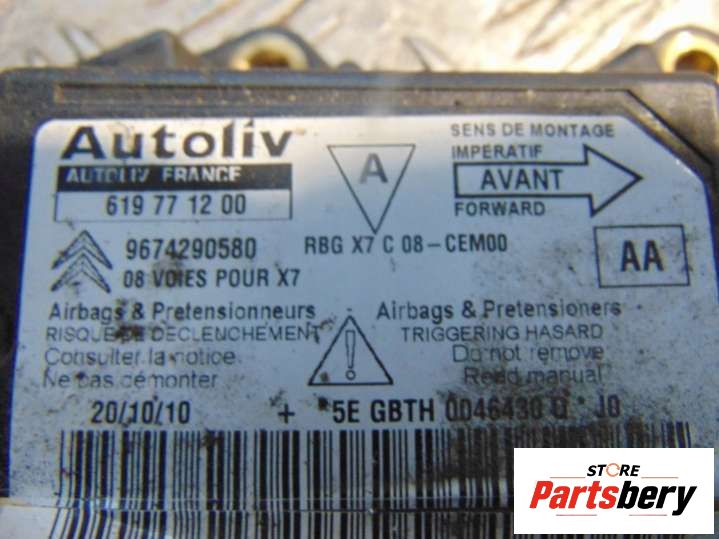 Autoliv
AUTOLIV FRANCE
619 77 12 00
A
SENS DE MONTAGE
IMPERATIF
AVANT
FORWARD
9674290580
RBG X7 C 08-CEM00
08 VOIES POUR X7
AA
Airbags & Pretensionneurs
RISQUE DE DECLENCHEMENT
Consulter la notice
Ne pas démonter
Airbags & Pretensioners
TRIGGERING HASARD
Do not remove
Read manual
20/10/10 + 5E GBTH 0046430 Q J0
STORE
Partsbery